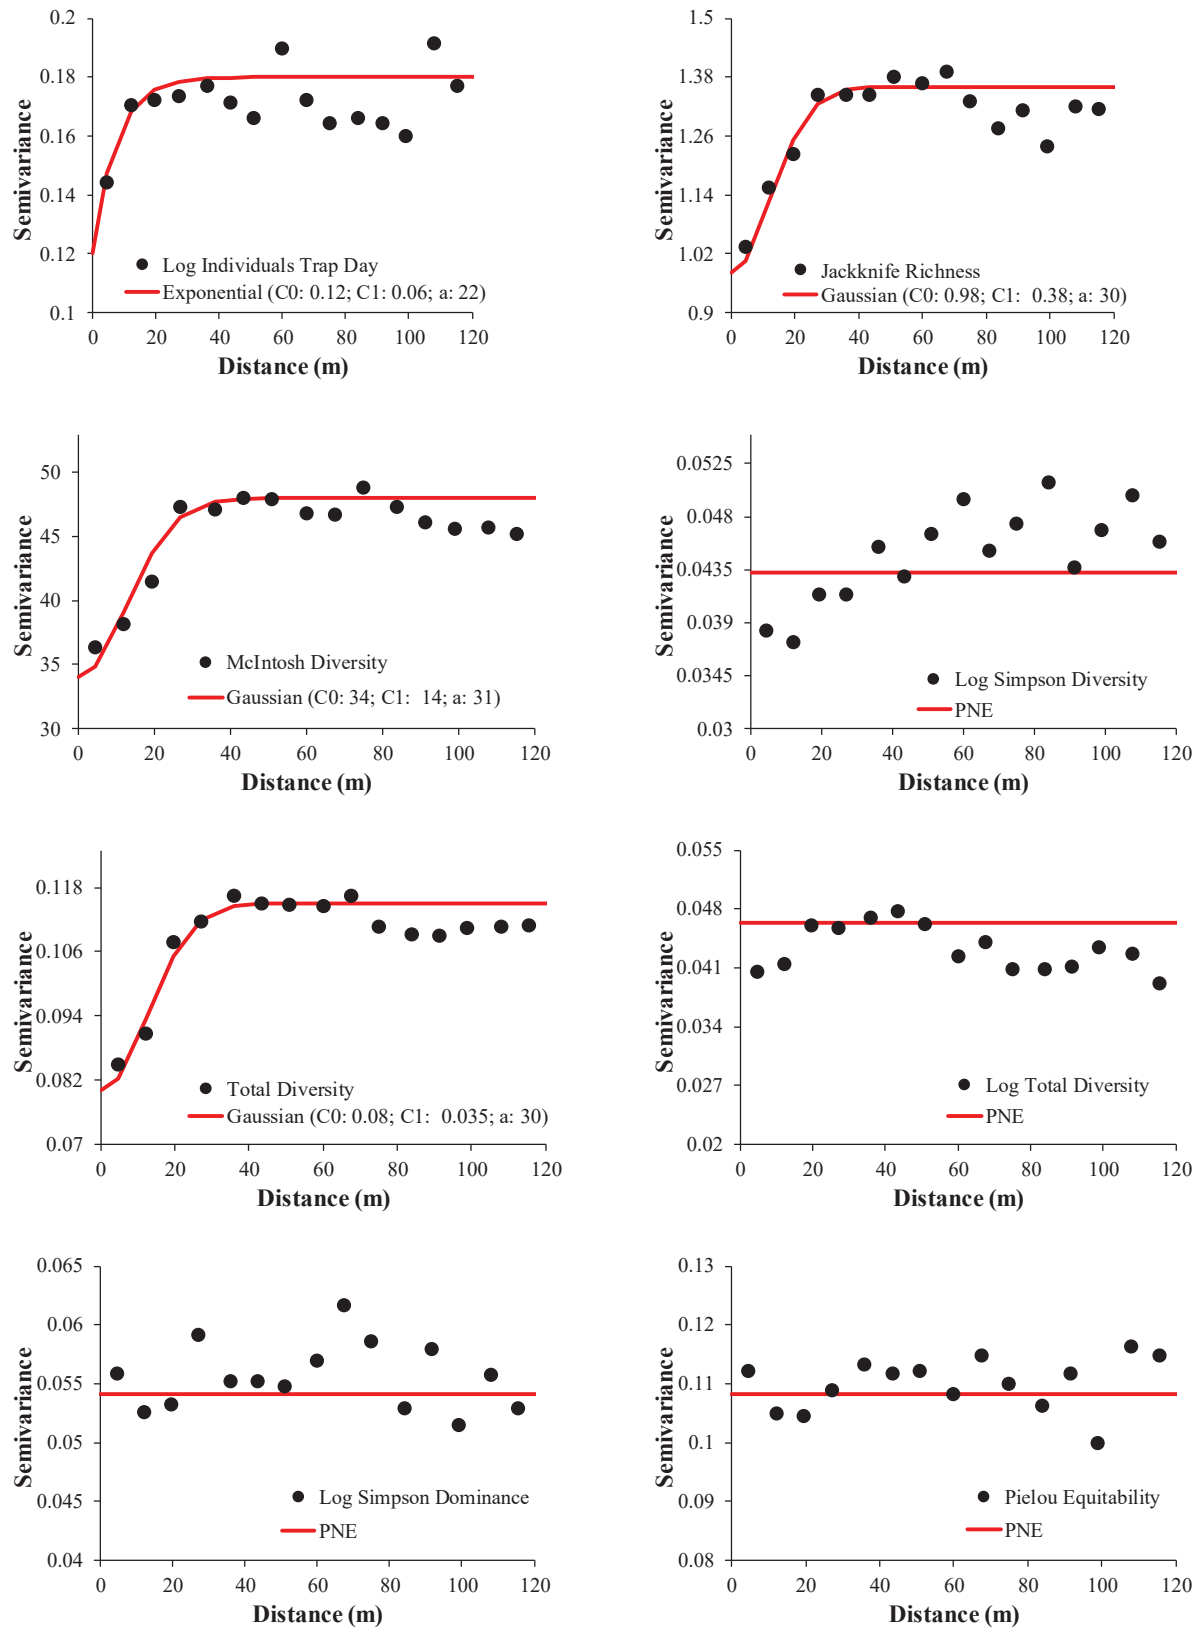 0.2
0.18
0.16
0.14
0.12
0.1
Semivariance
Log Individuals Trap Day
Exponential (C0: 0.12; C1: 0.06; a: 22)
0 20 40 60 80 100 120
Distance (m)
1.5
1.38
1.26
1.14
1.02
0.9
Semivariance
Jackknife Richness
Gaussian (C0: 0.98; C1: 0.38; a: 30)
0 20 40 60 80 100 120
Distance (m)
50
45
40
35
30
Semivariance
McIntosh Diversity
Gaussian (C0: 34; C1: 14; a: 31)
0 20 40 60 80 100 120
Distance (m)
0.0525
0.048
0.0435
0.039
0.0345
0.03
Semivariance
Log Simpson Diversity
PNE
0 20 40 60 80 100 120
Distance (m)
0.118
0.106
0.094
0.082
0.07
Semivariance
Total Diversity
Gaussian (C0: 0.08; C1: 0.035; a: 30)
0 20 40 60 80 100 120
Distance (m)
0.055
0.048
0.041
0.034
0.027
0.02
Semivariance
Log Total Diversity
PNE
0 20 40 60 80 100 120
Distance (m)
0.065
0.06
0.055
0.05
0.045
0.04
Semivariance
Log Simpson Dominance
PNE
0 20 40 60 80 100 120
Distance (m)
0.13
0.12
0.11
0.1
0.09
0.08
Semivariance
Pielou Equitability
PNE
0 20 40 60 80 100 120
Distance (m)